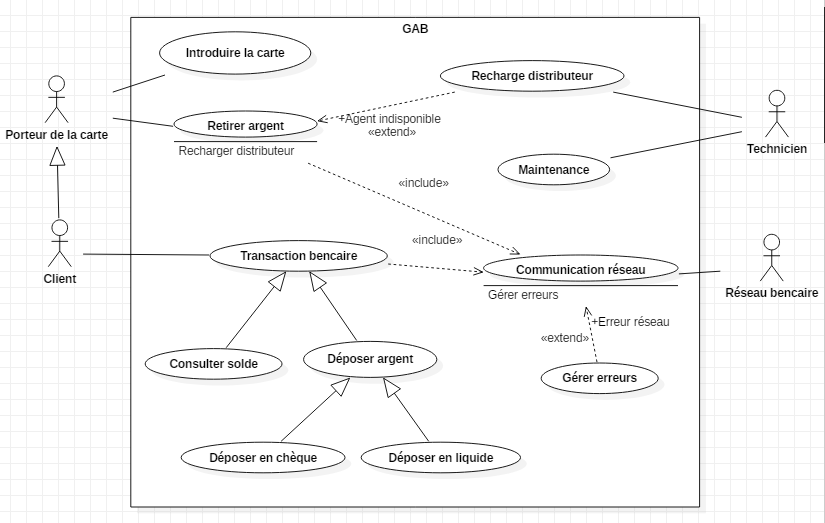 GAB
Introduire la carte
Recharge distributeur
Porteur de la carte
Retirer argent
+Agent indisponible
«extend»
Recharger distributeur
Technicien
Maintenance
«include»
«include»
Client
Transaction bencaire
Communication réseau
Gérer erreurs
Réseau bencaire
+Erreur réseau
«extend»
Consulter solde
Déposer argent
Gérer erreurs
Déposer en chèque
Déposer en liquide